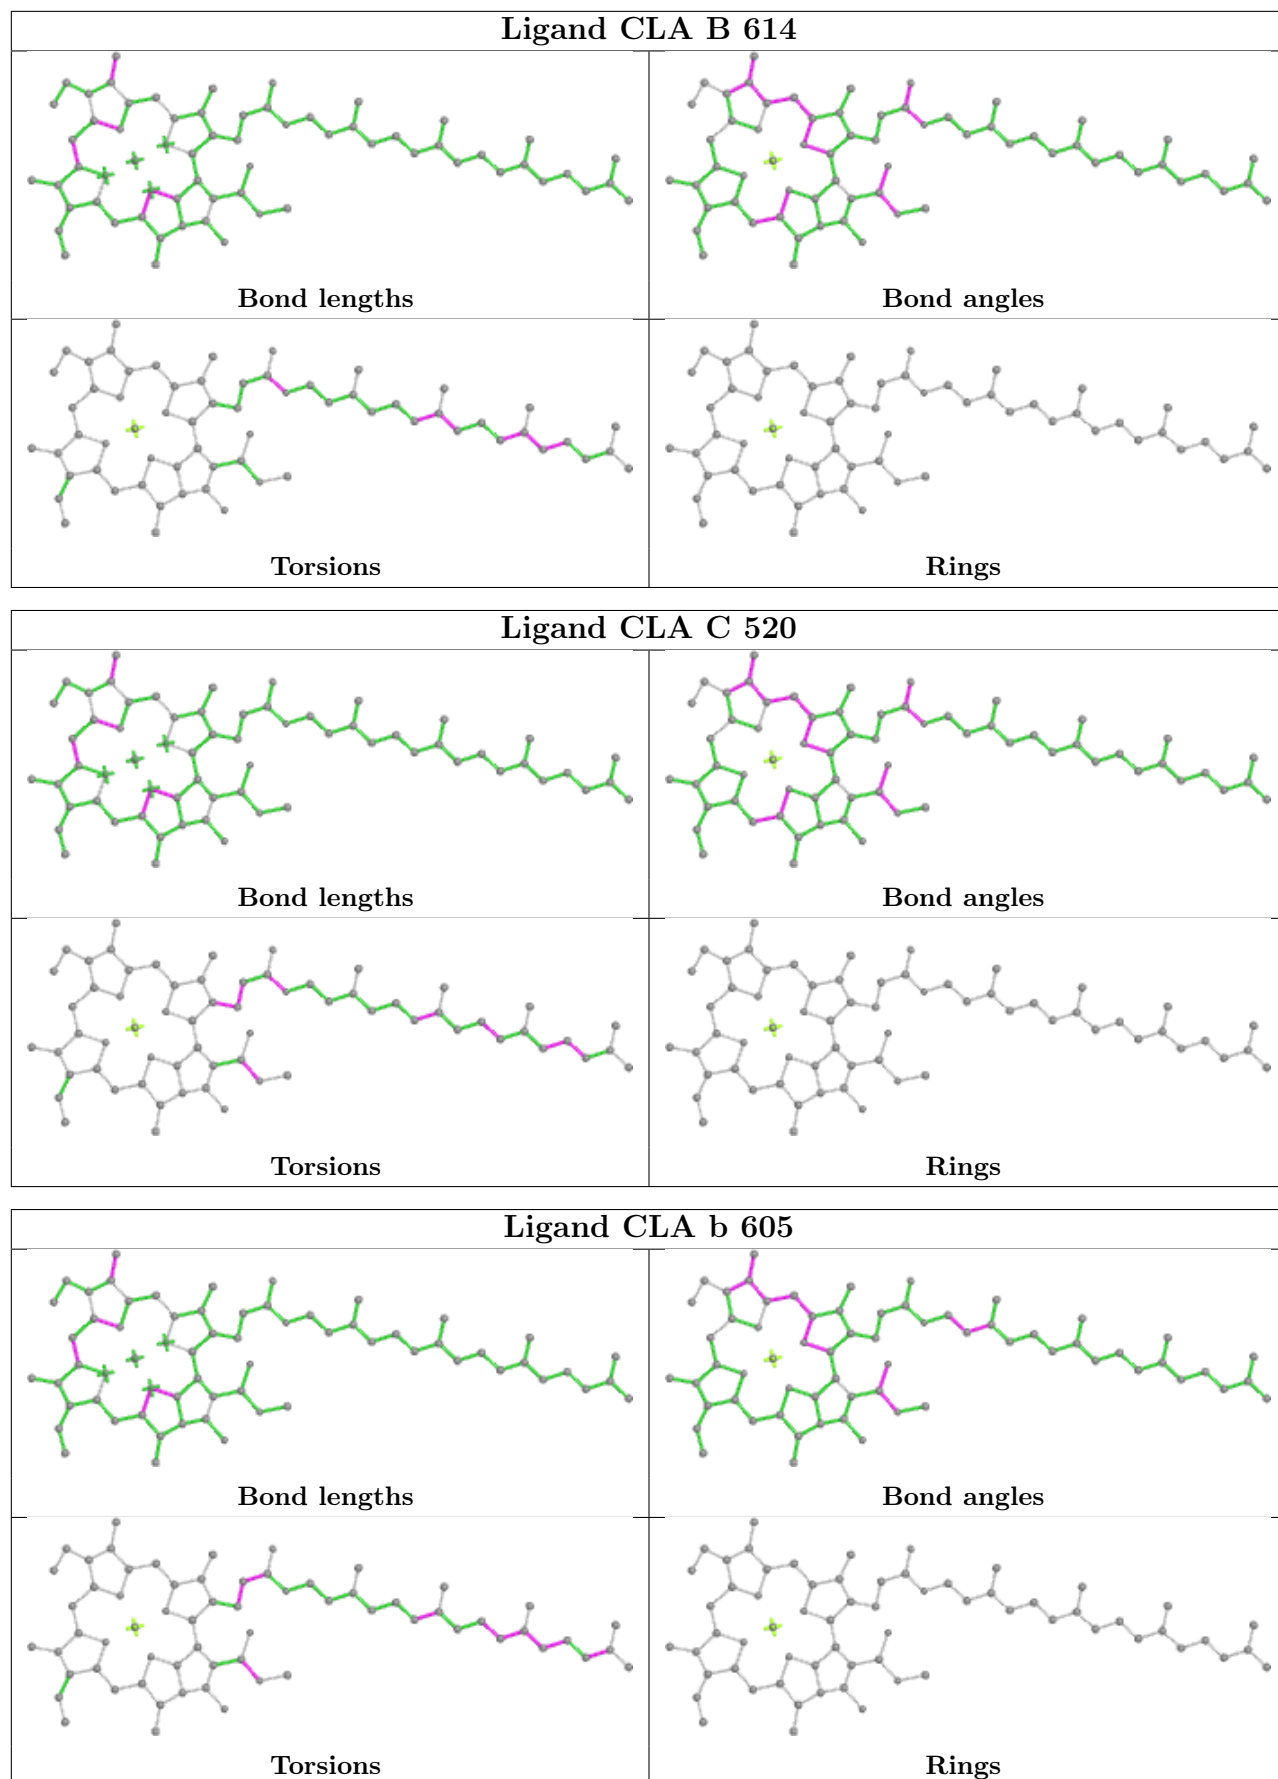 Ligand CLA B 614
Bond lengths
Bond angles
Torsions
Rings
Ligand CLA C 520
Bond lengths
Bond angles
Torsions
Rings
Ligand CLA b 605
Bond lengths
Bond angles
Torsions
Rings